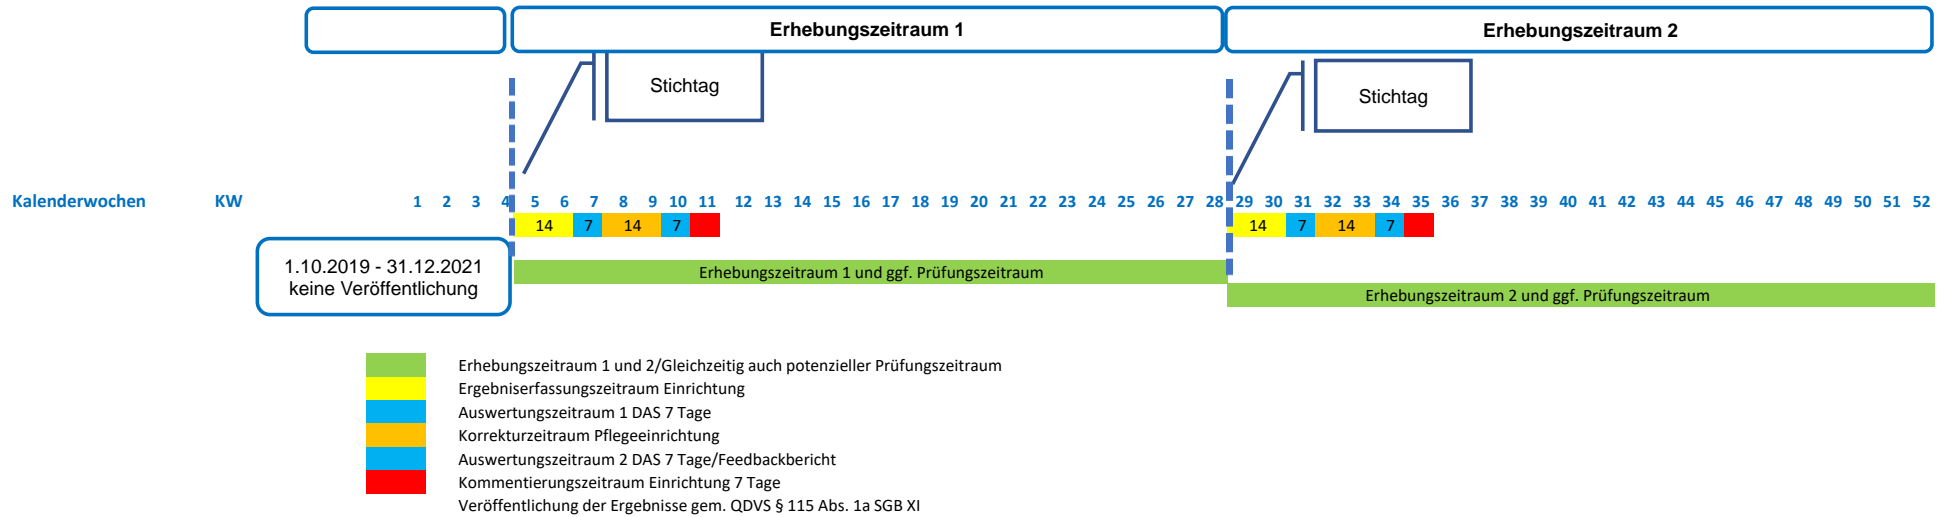 Erhebungszeitraum 1
Erhebungszeitraum 2
Stichtag
Stichtag
Kalenderwochen KW 1 2 3 4 5 6 7 8 9 10 11 12 13 14 15 16 17 18 19 20 21 22 23 24 25 26 27 28 29 30 31 32 33 34 35 36 37 38 39 40 41 42 43 44 45 46 47 48 49 50 51 52
14 7 14 7 14 7 14 7
1.10.2019 - 31.12.2021
keine Veröffentlichung
Erhebungszeitraum 1 und ggf. Prüfungszeitraum
Erhebungszeitraum 2 und ggf. Prüfungszeitraum
Erhebungszeitraum 1 und 2/Gleichzeitig auch potenzieller Prüfungszeitraum
Ergebniserfassungszeitraum Einrichtung
Auswertungszeitraum 1 DAS 7 Tage
Korrekturzeitraum Pflegeeinrichtung
Auswertungszeitraum 2 DAS 7 Tage/Feedbackbericht
Kommentierungszeitraum Einrichtung 7 Tage
Veröffentlichung der Ergebnisse gem. QDVS § 115 Abs. 1a SGB XI